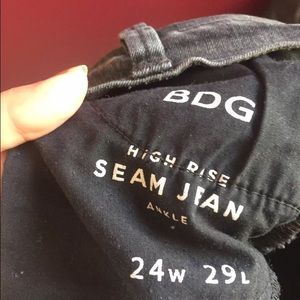 BDG
HIGH RISE
SEAM JEAN
ANKLE
24W 29L